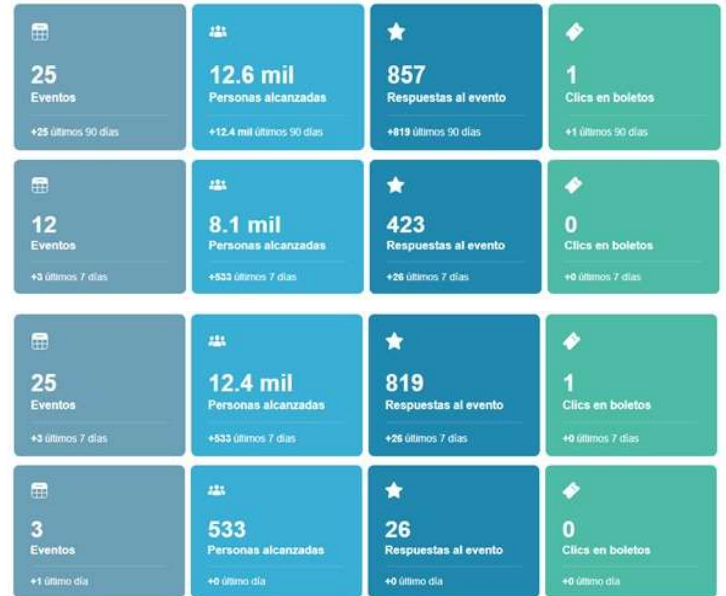 25
Eventos
+25 últimos 90 días
12.6 mil
Personas alcanzadas
+12.4 mil últimos 90 días
857
Respuestas al evento
+819 últimos 90 días
1
Clics en boletos
+1 últimos 90 días
12
Eventos
+3 últimos 7 días
8.1 mil
Personas alcanzadas
+533 últimos 7 días
423
Respuestas al evento
+26 últimos 7 días
0
Clics en boletos
+0 últimos 7 días
25
Eventos
+3 últimos 7 días
12.4 mil
Personas alcanzadas
+533 últimos 7 días
819
Respuestas al evento
+26 últimos 7 días
1
Clics en boletos
+0 últimos 7 días
3
Eventos
+1 último día
533
Personas alcanzadas
+0 último día
26
Respuestas al evento
+0 último día
0
Clics en boletos
+0 último día